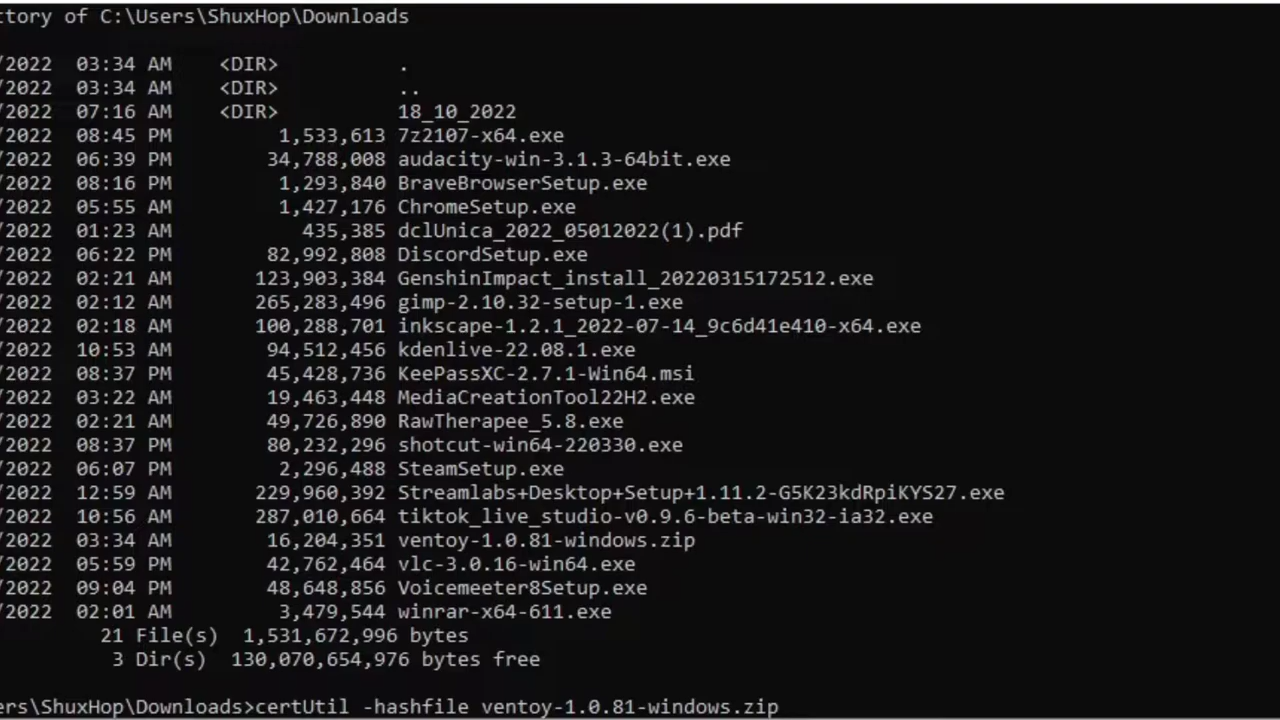 ctory of C:\Users\ShuxHop\Downloads
/2022 03:34 AM <DIR> .
/2022 03:34 AM <DIR> ..
/2022 07:16 AM <DIR> 18_10_2022
/2022 08:45 PM 1,533,613 7z2107-x64.exe
/2022 06:39 PM 34,788,008 audacity-win-3.1.3-64bit.exe
/2022 08:16 PM 1,293,840 BraveBrowserSetup.exe
/2022 05:55 AM 1,427,176 ChromeSetup.exe
/2022 01:23 AM 435,385 dclUnica_2022_05012022(1).pdf
/2022 06:22 PM 82,992,808 DiscordSetup.exe
/2022 02:21 AM 123,903,384 GenshinImpact_install_20220315172512.exe
/2022 02:12 AM 265,283,496 gimp-2.10.32-setup-1.exe
/2022 02:18 AM 100,288,701 inkscape-1.2.1_2022-07-14_9c6d41e410-x64.exe
/2022 10:53 AM 94,512,456 kdenlive-22.08.1.exe
/2022 08:37 PM 45,428,736 KeePassXC-2.7.1-Win64.msi
/2022 03:22 AM 19,463,448 MediaCreationTool22H2.exe
/2022 02:21 AM 49,726,890 RawTherapee_5.8.exe
/2022 08:37 PM 80,232,296 shotcut-win64-220330.exe
/2022 06:07 PM 2,296,488 SteamSetup.exe
/2022 12:59 AM 229,960,392 Streamlabs+Desktop+Setup+1.11.2-G5K23kdRpiKYS27.exe
/2022 10:56 AM 287,010,664 tiktok_live_studio-v0.9.6-beta-win32-ia32.exe
/2022 03:34 AM 16,204,351 ventoy-1.0.81-windows.zip
/2022 05:59 PM 42,762,464 vlc-3.0.16-win64.exe
/2022 09:04 PM 48,648,856 Voicemeeter8Setup.exe
/2022 02:01 AM 3,479,544 winrar-x64-611.exe
21 File(s) 1,531,672,996 bytes
3 Dir(s) 130,070,654,976 bytes free
ers\ShuxHop\Downloads>certUtil -hashfile ventoy-1.0.81-windows.zip